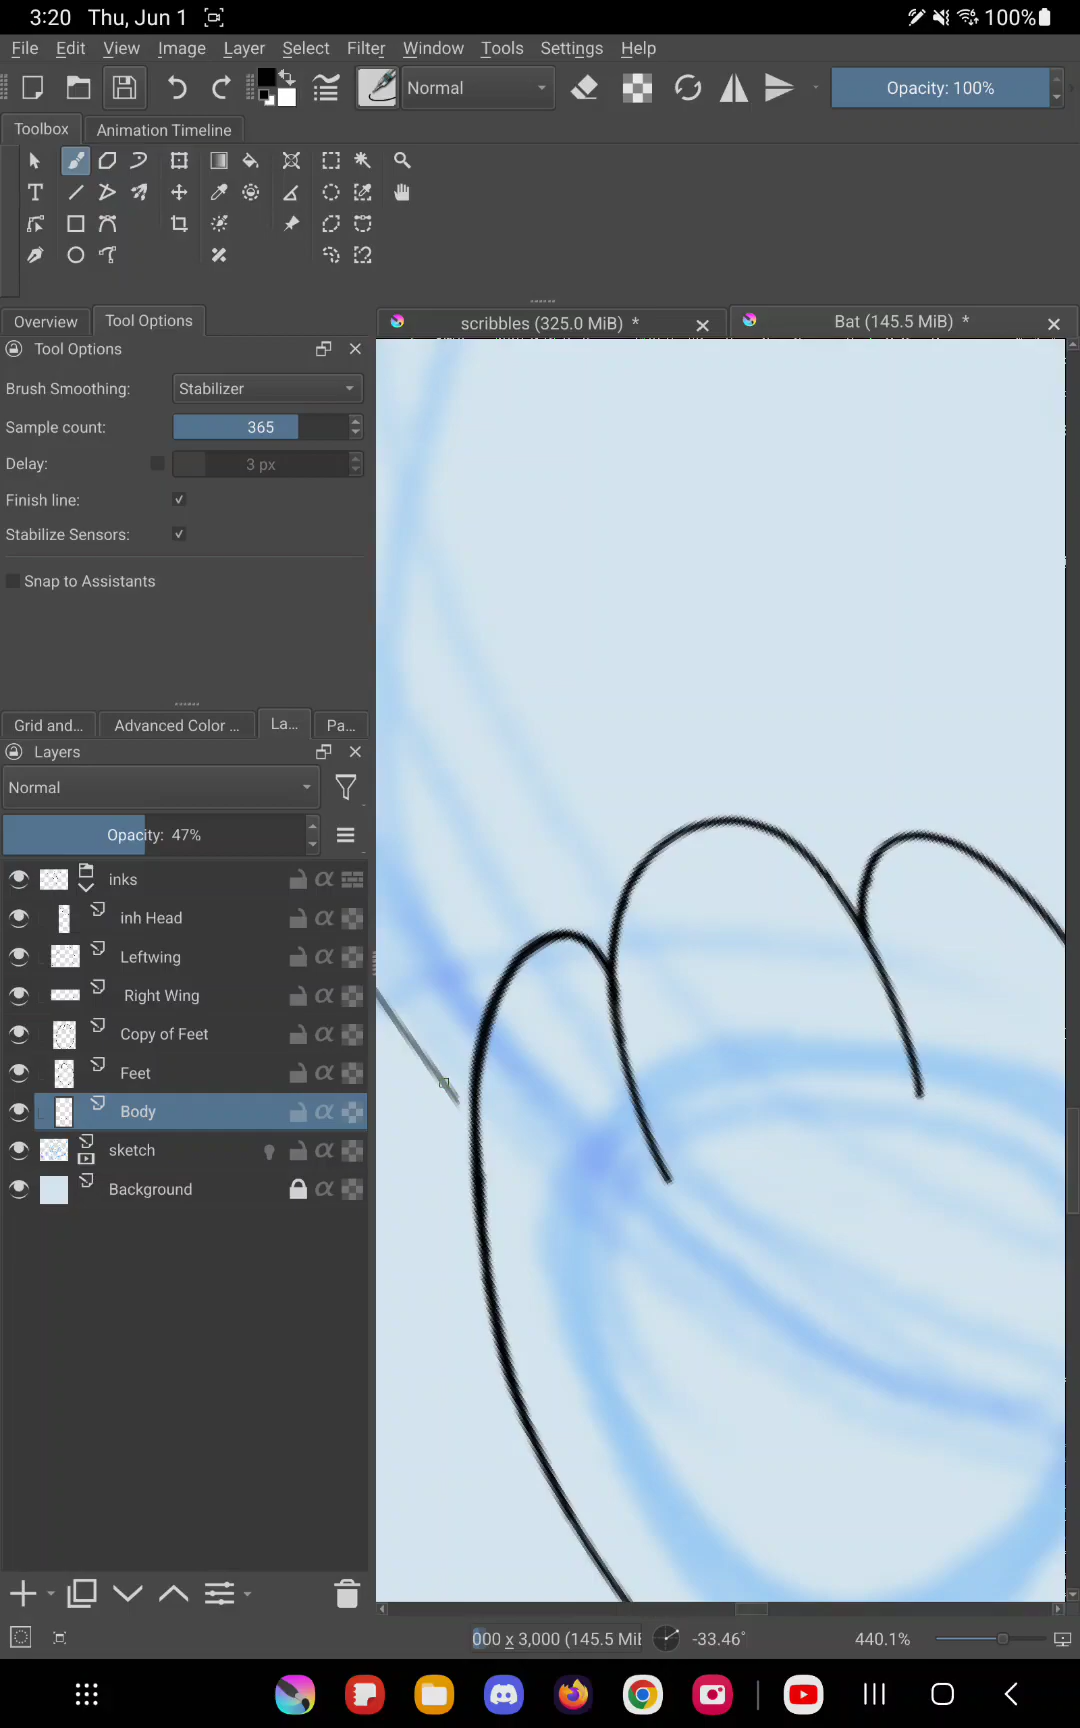 3:20 Thu, Jun 1 100%
File Edit View Image Layer Select Filter Window Tools Settings Help
Normal Opacity: 100%
Toolbox Animation Timeline
Overview Tool Options scribbles (325.0 MiB) * Bat (145.5 MiB) *
Tool Options
Brush Smoothing: Stabilizer
Sample count: 365
Delay: 3 px
Finish line:
Stabilize Sensors:
Snap to Assistants
Grid and... Advanced Color ... La... Pa...
Layers
Normal
Opacity: 47%
inks
inh Head
Leftwing
Right Wing
Copy of Feet
Feet
Body
sketch
Background
000 x 3,000 (145.5 MiB -33.46° 440.1%